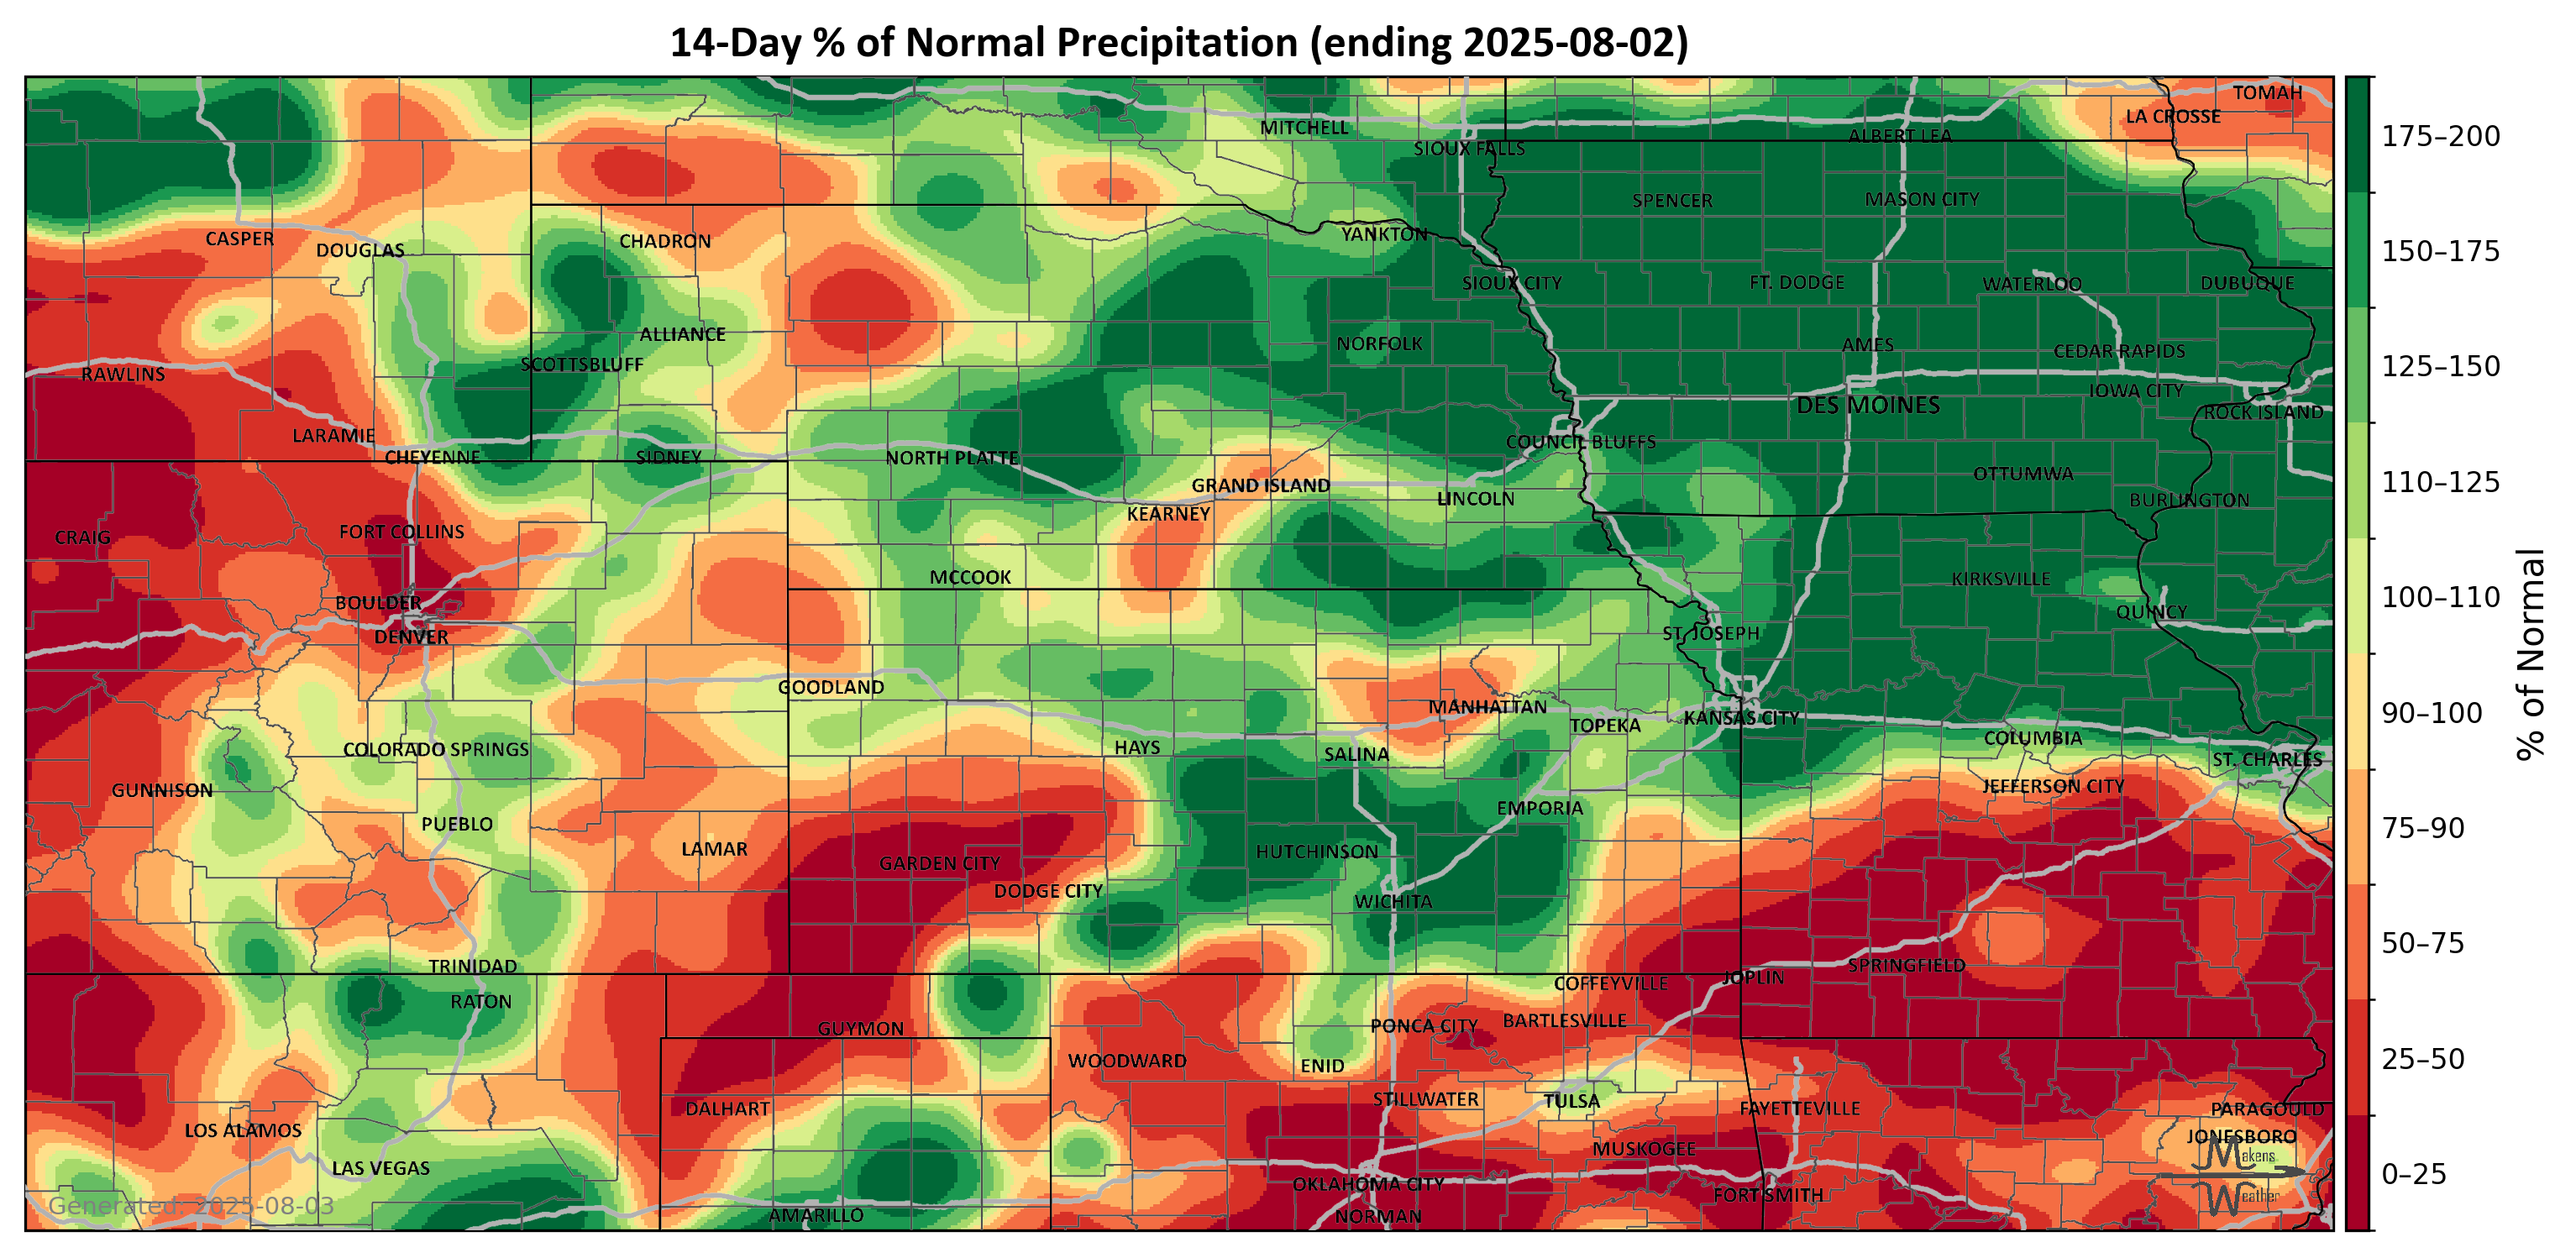 14-Day % of Normal Precipitation (ending 2025-08-02)
TOMAH
LA CROSSE
MITCHELL
ALBERT LEA
SIOUX FALLS
SPENCER
MASON CITY
CASPER
DOUGLAS
CHADRON
YANKTON
SIOUX CITY
FT. DODGE
WATERLOO
DUBUQUE
ALLIANCE
NORFOLK
AMES
CEDAR RAPIDS
SCOTTSBLUFF
RAWLINS
IOWA CITY
DES MOINES
ROCK ISLAND
LARAMIE
COUNCIL BLUFFS
CHEYENNE
SIDNEY
NORTH PLATTE
OTTUMWA
GRAND ISLAND
LINCOLN
BURLINGTON
KEARNEY
FORT COLLINS
CRAIG
MCCOOK
KIRKSVILLE
BOULDER
QUINCY
DENVER
ST. JOSEPH
GOODLAND
MANHATTAN
TOPEKA
KANSAS CITY
COLUMBIA
COLORADO SPRINGS
HAYS
SALINA
ST. CHARLES
GUNNISON
JEFFERSON CITY
EMPORIA
PUEBLO
LAMAR
HUTCHINSON
GARDEN CITY
DODGE CITY
WICHITA
TRINIDAD
SPRINGFIELD
JOPLIN
COFFEYVILLE
RATON
GUYMON
PONCA CITY
BARTLESVILLE
WOODWARD
ENID
STILLWATER
TULSA
DALHART
FAYETTEVILLE
PARAGOULD
LOS ALAMOS
JONESBORO
MUSKOGEE
LAS VEGAS
OKLAHOMA CITY
FORT SMITH
AMARILLO
NORMAN
Makens
Weather
Generated: 2025-08-03
175–200
150–175
125–150
110–125
100–110
90–100
75–90
50–75
25–50
0–25
% of Normal